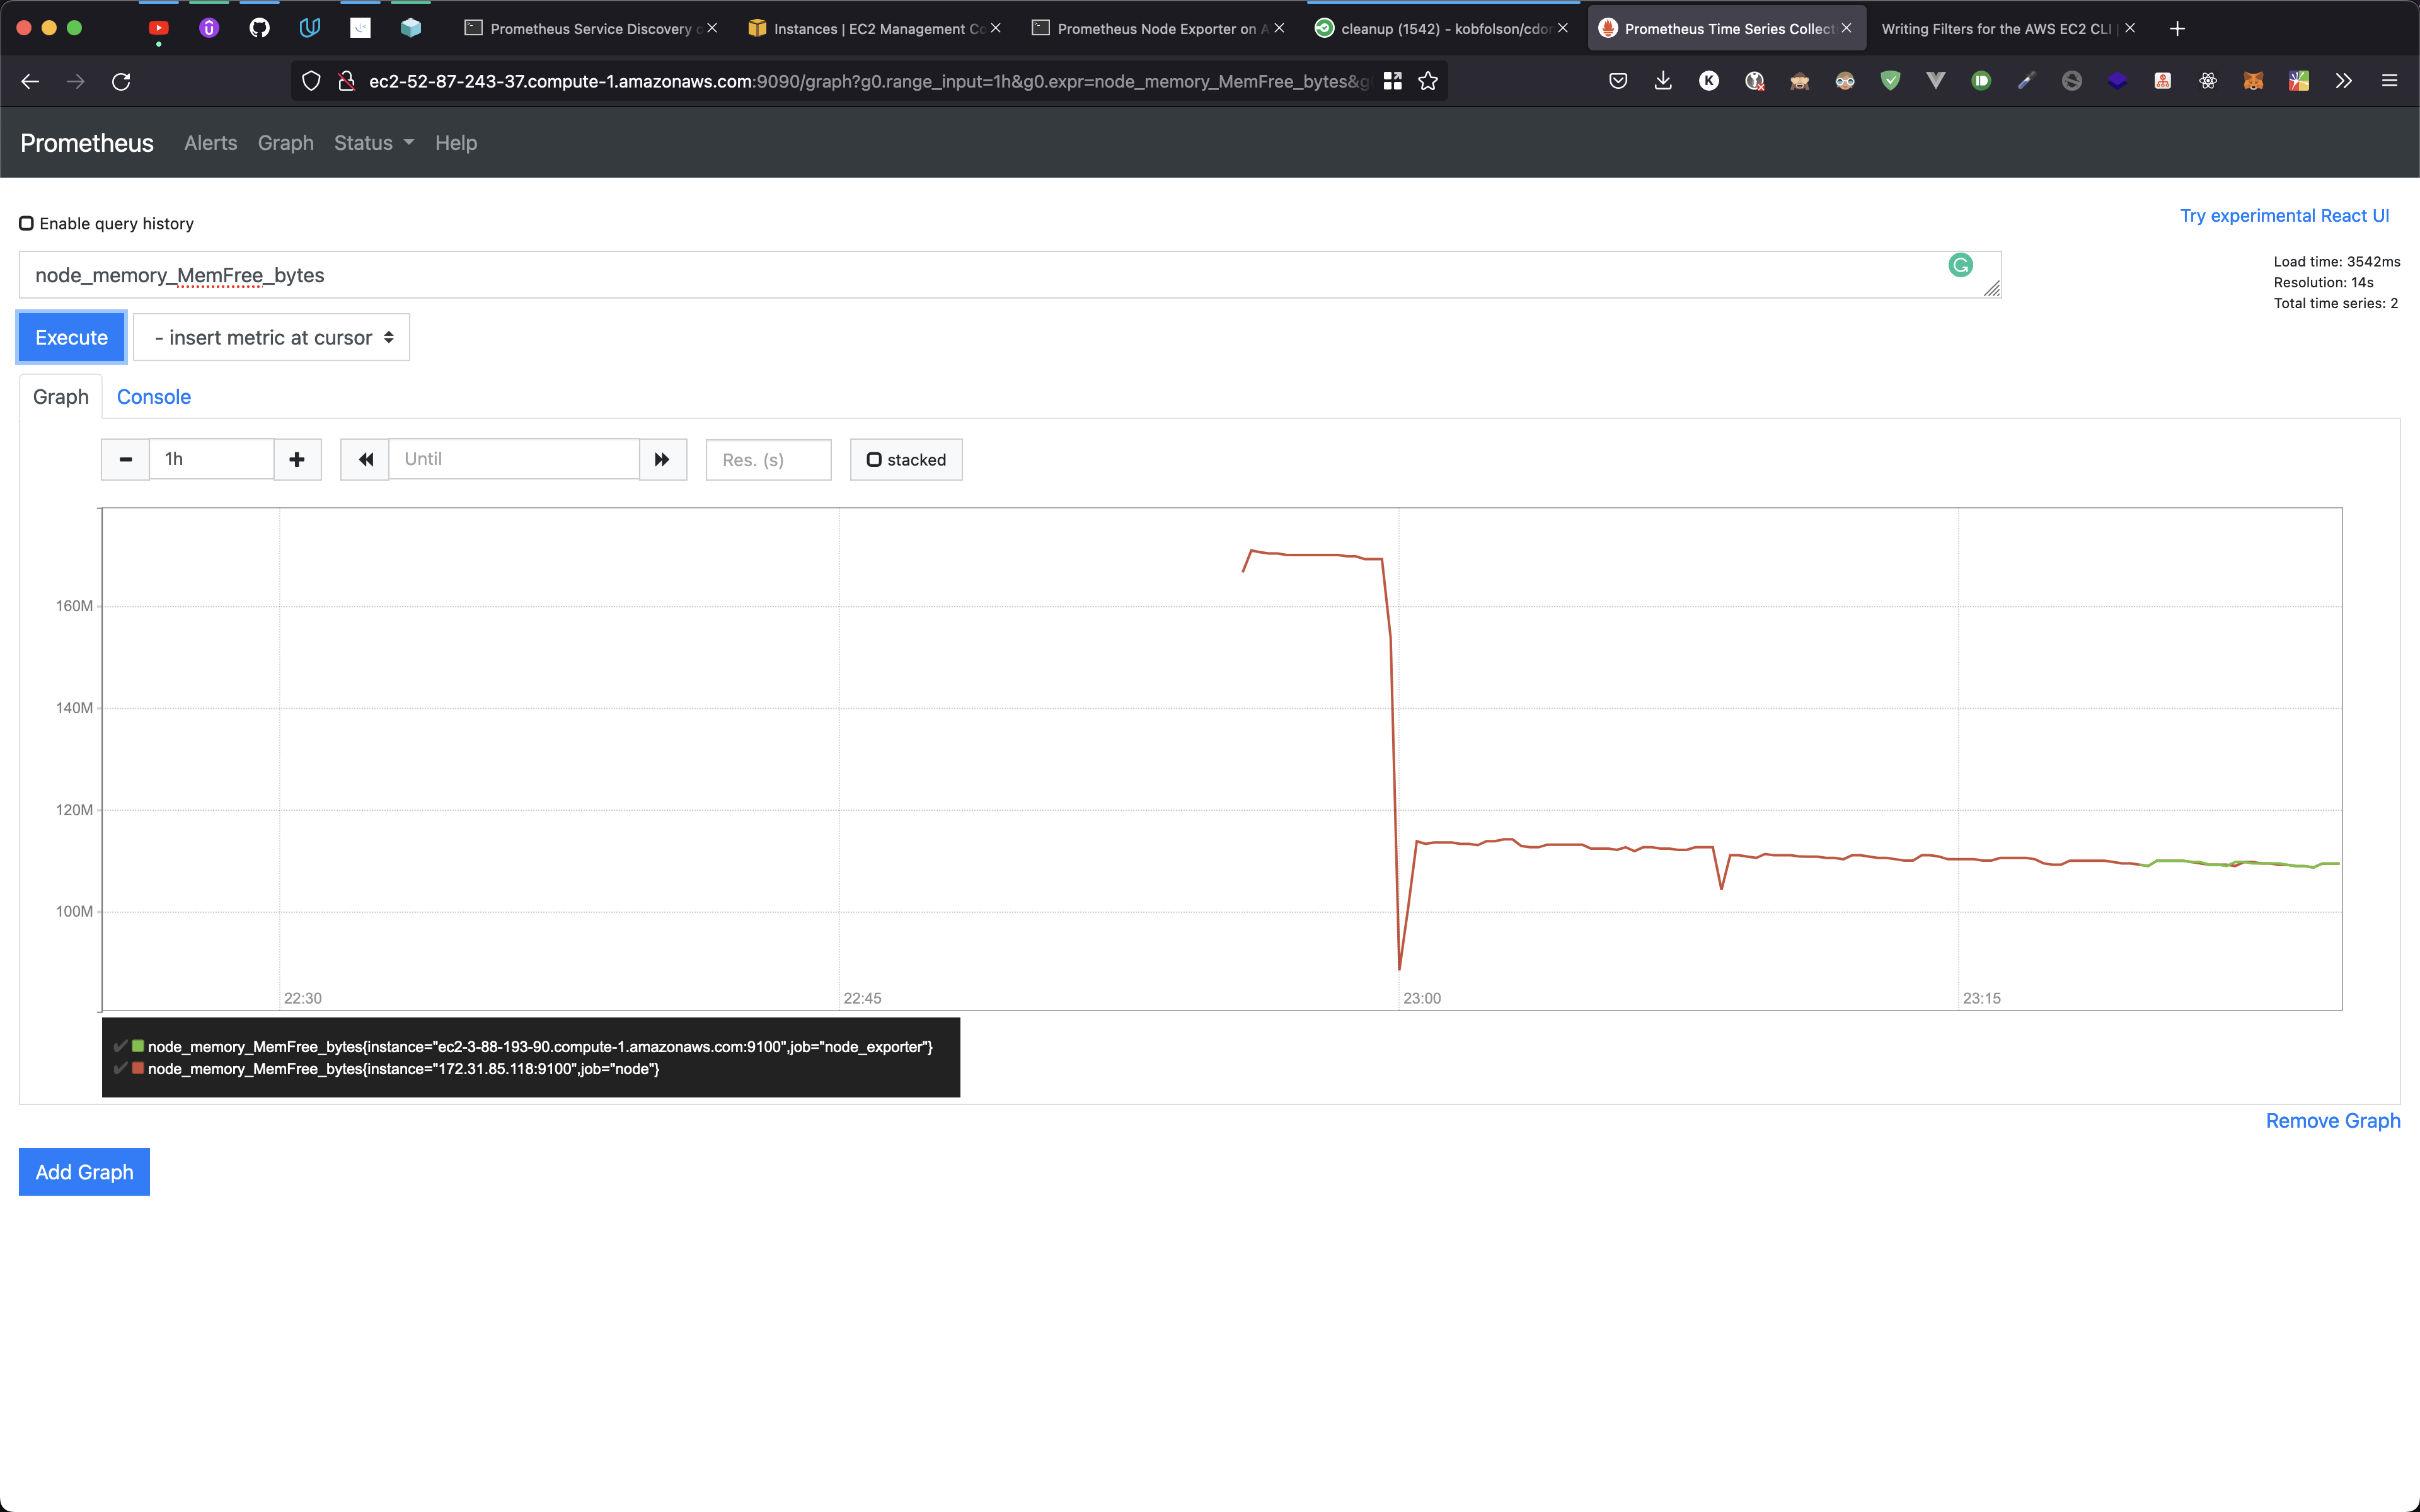 Prometheus Service Discovery o
Instances | EC2 Management Co
Prometheus Node Exporter on A
cleanup (1542) - kobfolson/cdon
Prometheus Time Series Collect
Writing Filters for the AWS EC2 CLI |
ec2-52-87-243-37.compute-1.amazonaws.com:9090/graph?g0.range_input=1h&g0.expr=node_memory_MemFree_bytes&g
Prometheus Alerts Graph Status Help
Enable query history
Try experimental React UI
node_memory_MemFree_bytes
Load time: 3542ms
Resolution: 14s
Total time series: 2
Execute
- insert metric at cursor
Graph Console
1h
Until
Res. (s)
stacked
160M
140M
120M
100M
22:30 22:45 23:00 23:15
node_memory_MemFree_bytes{instance="ec2-3-88-193-90.compute-1.amazonaws.com:9100",job="node_exporter"}
node_memory_MemFree_bytes{instance="172.31.85.118:9100",job="node"}
Remove Graph
Add Graph